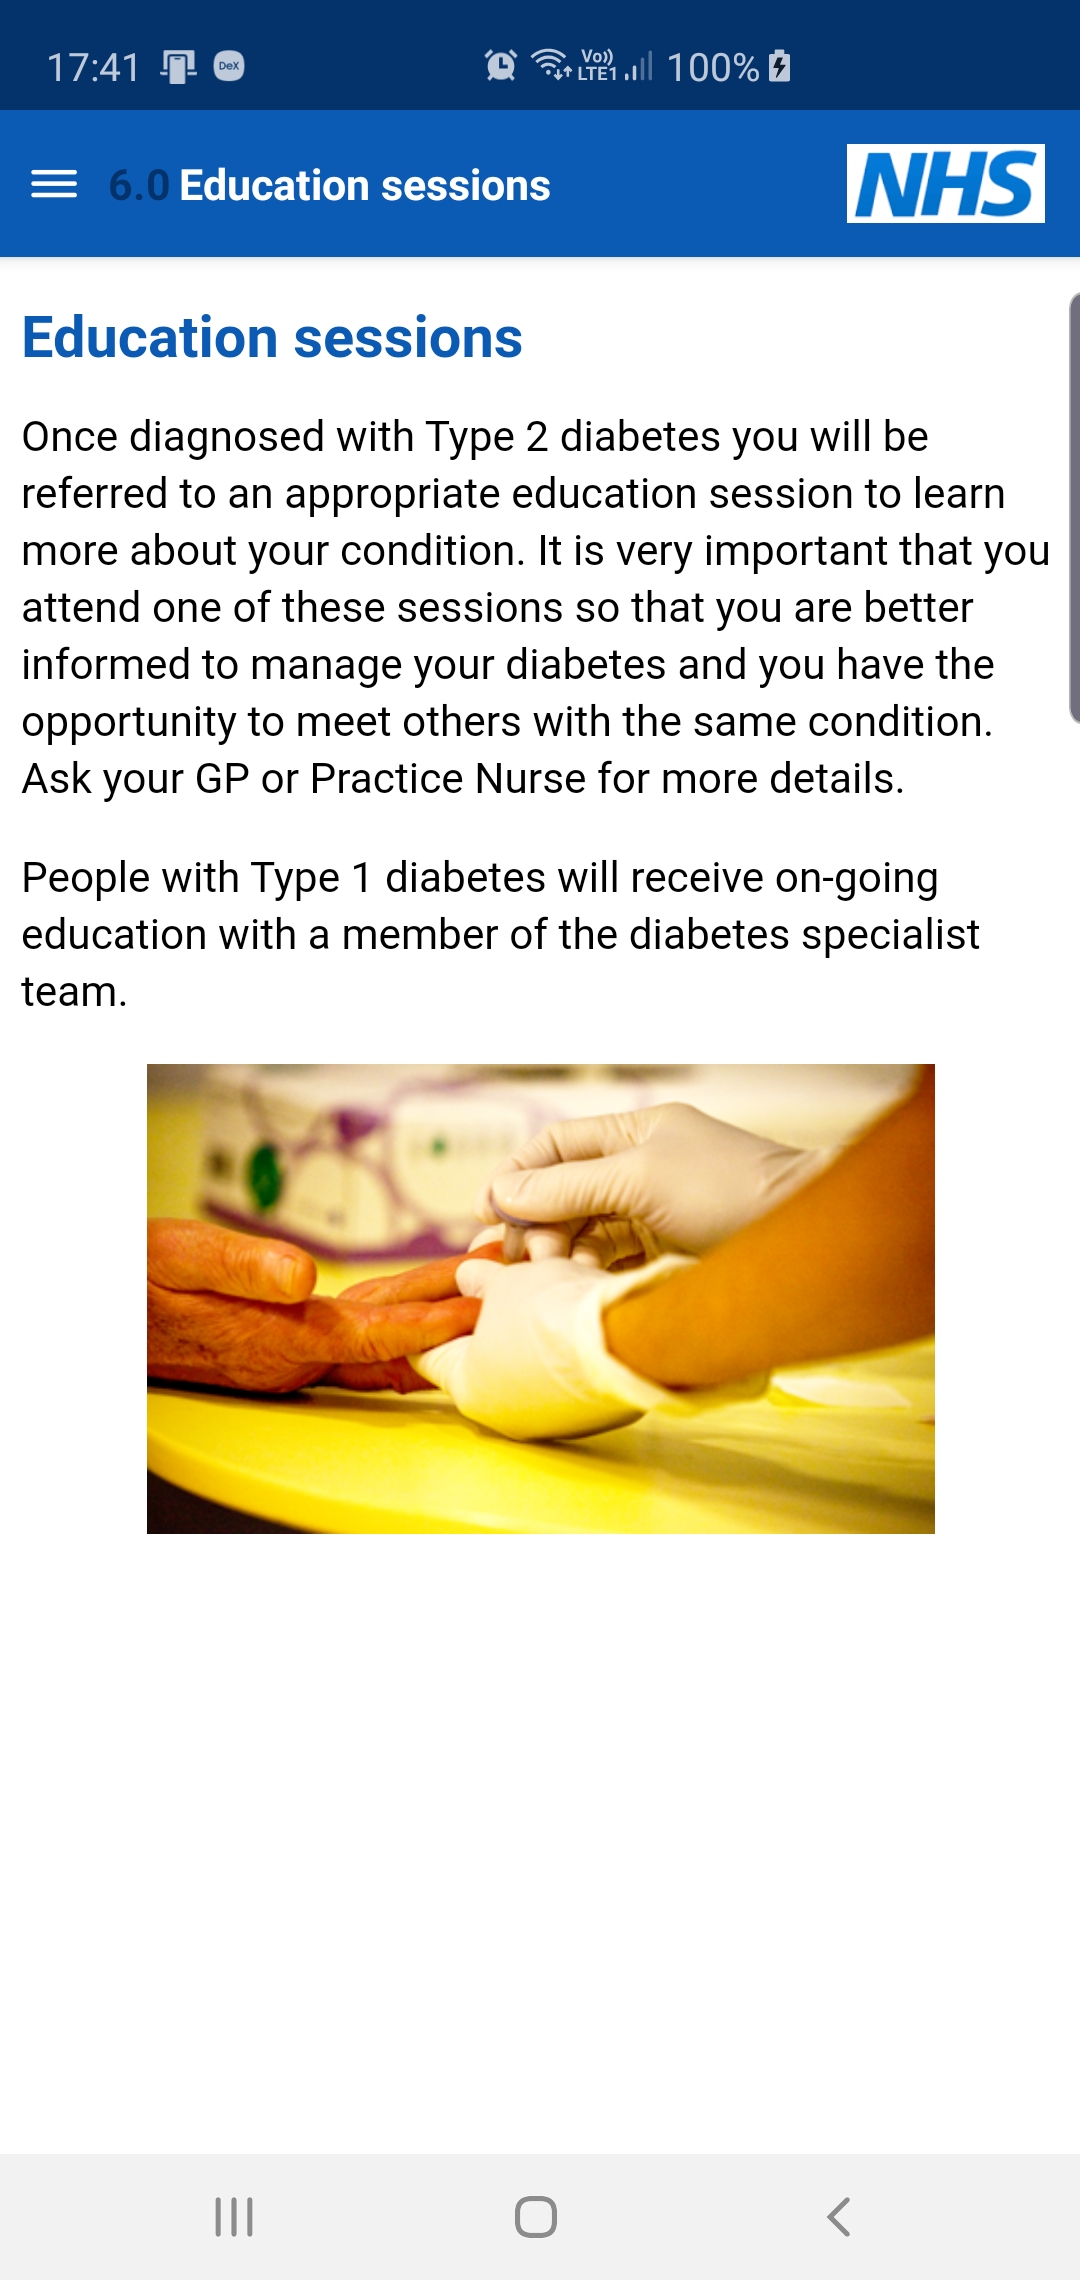 17:41 DeX Vo)) LTE1 100%
6.0 Education sessions NHS
Education sessions
Once diagnosed with Type 2 diabetes you will be
referred to an appropriate education session to learn
more about your condition. It is very important that you
attend one of these sessions so that you are better
informed to manage your diabetes and you have the
opportunity to meet others with the same condition.
Ask your GP or Practice Nurse for more details.
People with Type 1 diabetes will receive on-going
education with a member of the diabetes specialist
team.